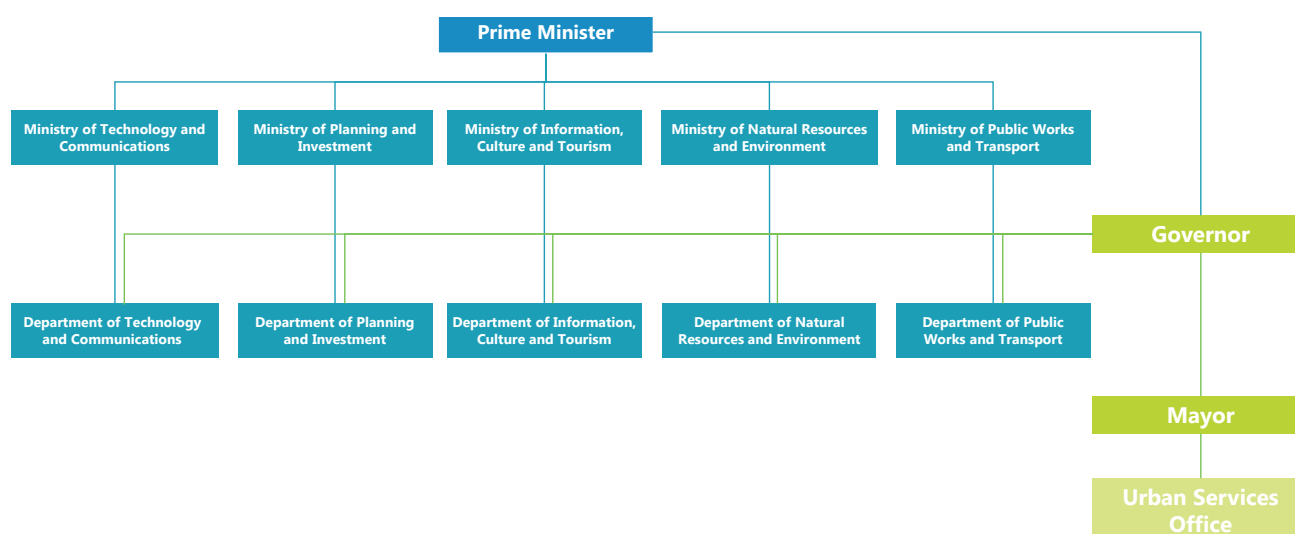 Prime Minister
Ministry of Technology and
Communications
Ministry of Planning and
Investment
Ministry of Information,
Culture and Tourism
Ministry of Natural Resources
and Environment
Ministry of Public Works
and Transport
Governor
Department of Technology
and Communications
Department of Planning
and Investment
Department of Information,
Culture and Tourism
Department of Natural
Resources and Environment
Department of Public
Works and Transport
Mayor
Urban Services
Office